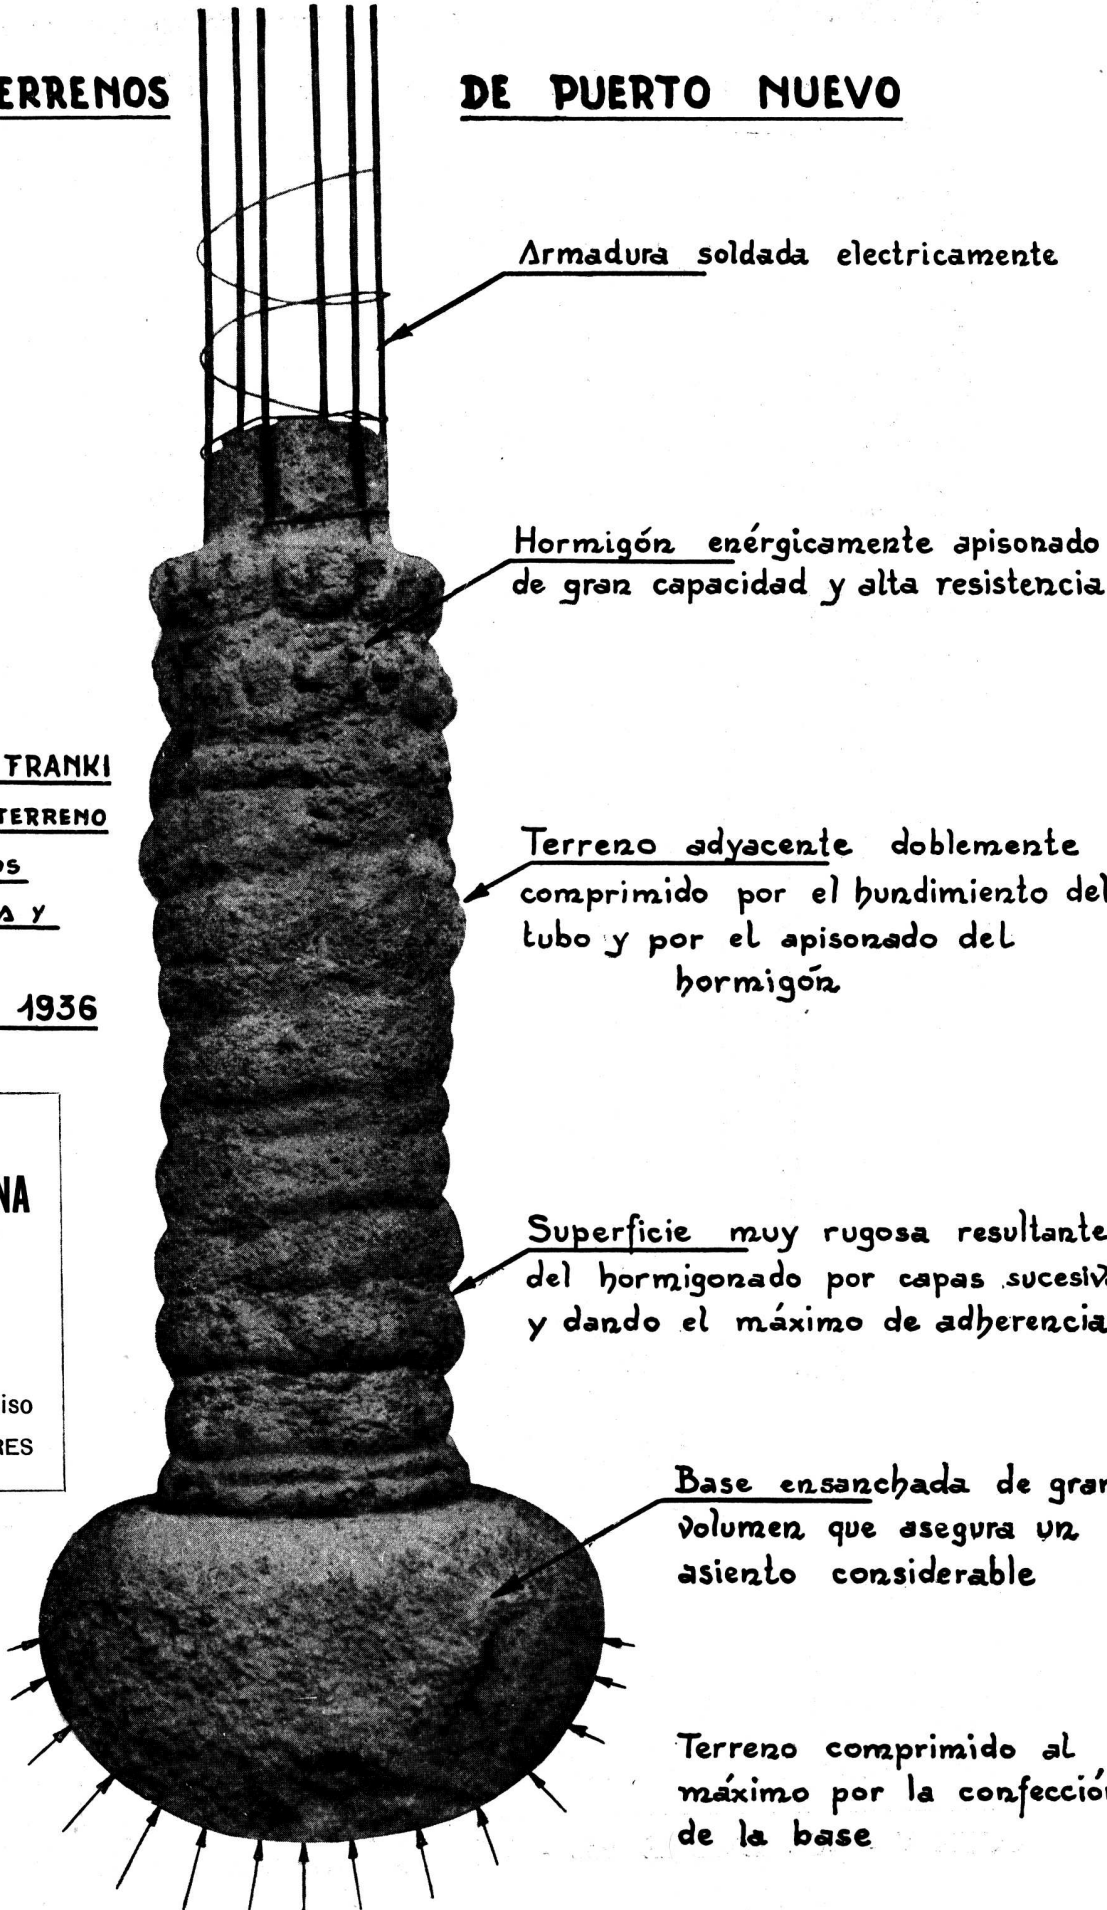 ERRENOS DE PUERTO NUEVO
Armadura soldada electricamente
Hormigón enérgicamente apisonado
de gran capacidad y alta resistencia
FRANKI
TERRENO
os
A Y
1936
Terreno adyacente doblemente
comprimido por el hundimiento del
tubo y por el apisonado del
hormigón
NA
Superficie muy rugosa resultante
del hormigonado por capas sucesiv
y dando el máximo de adherencia
iso
RES
Base ensanchada de gran
volumen que asegura un
asiento considerable
Terreno comprimido al
máximo por la confección
de la base